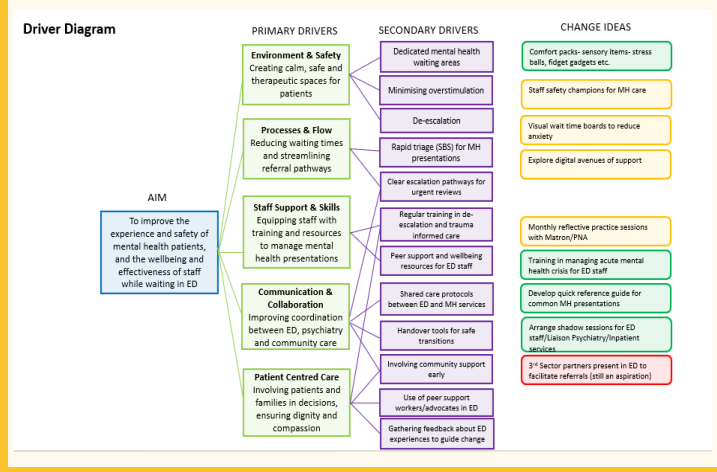 Driver Diagram
PRIMARY DRIVERS
SECONDARY DRIVERS
CHANGE IDEAS
AIM
To improve the
experience and safety of
mental health patients,
and the wellbeing and
effectiveness of staff
while waiting in ED
Environment & Safety
Creating calm, safe and
therapeutic spaces for
patients
Processes & Flow
Reducing waiting times
and streamlining
referral pathways
Staff Support & Skills
Equipping staff with
training and resources
to manage mental
health presentations
Communication &
Collaboration
Improving coordination
between ED, psychiatry
and community care
Patient Centred Care
Involving patients and
families in decisions,
ensuring dignity and
compassion
Dedicated mental health
waiting areas
Minimising overstimulation
De-escalation
Rapid triage (SBS) for MH
presentations
Clear escalation pathways for
urgent reviews
Regular training in de-
escalation and trauma
informed care
Peer support and wellbeing
resources for ED staff
Shared care protocols
between ED and MH services
Handover tools for safe
transitions
Involving community support
early
Use of peer support
workers/advocates in ED
Gathering feedback about ED
experiences to guide change
Comfort packs- sensory items- stress
balls, fidget gadgets etc.
Staff safety champions for MH care
Visual wait time boards to reduce
anxiety
Explore digital avenues of support
Monthly reflective practice sessions
with Matron/PNA
Training in managing acute mental
health crisis for ED staff
Develop quick reference guide for
common MH presentations
Arrange shadow sessions for ED
staff/Liaison Psychiatry/Inpatient
services
3rd Sector partners present in ED to
facilitate referrals (still an aspiration)